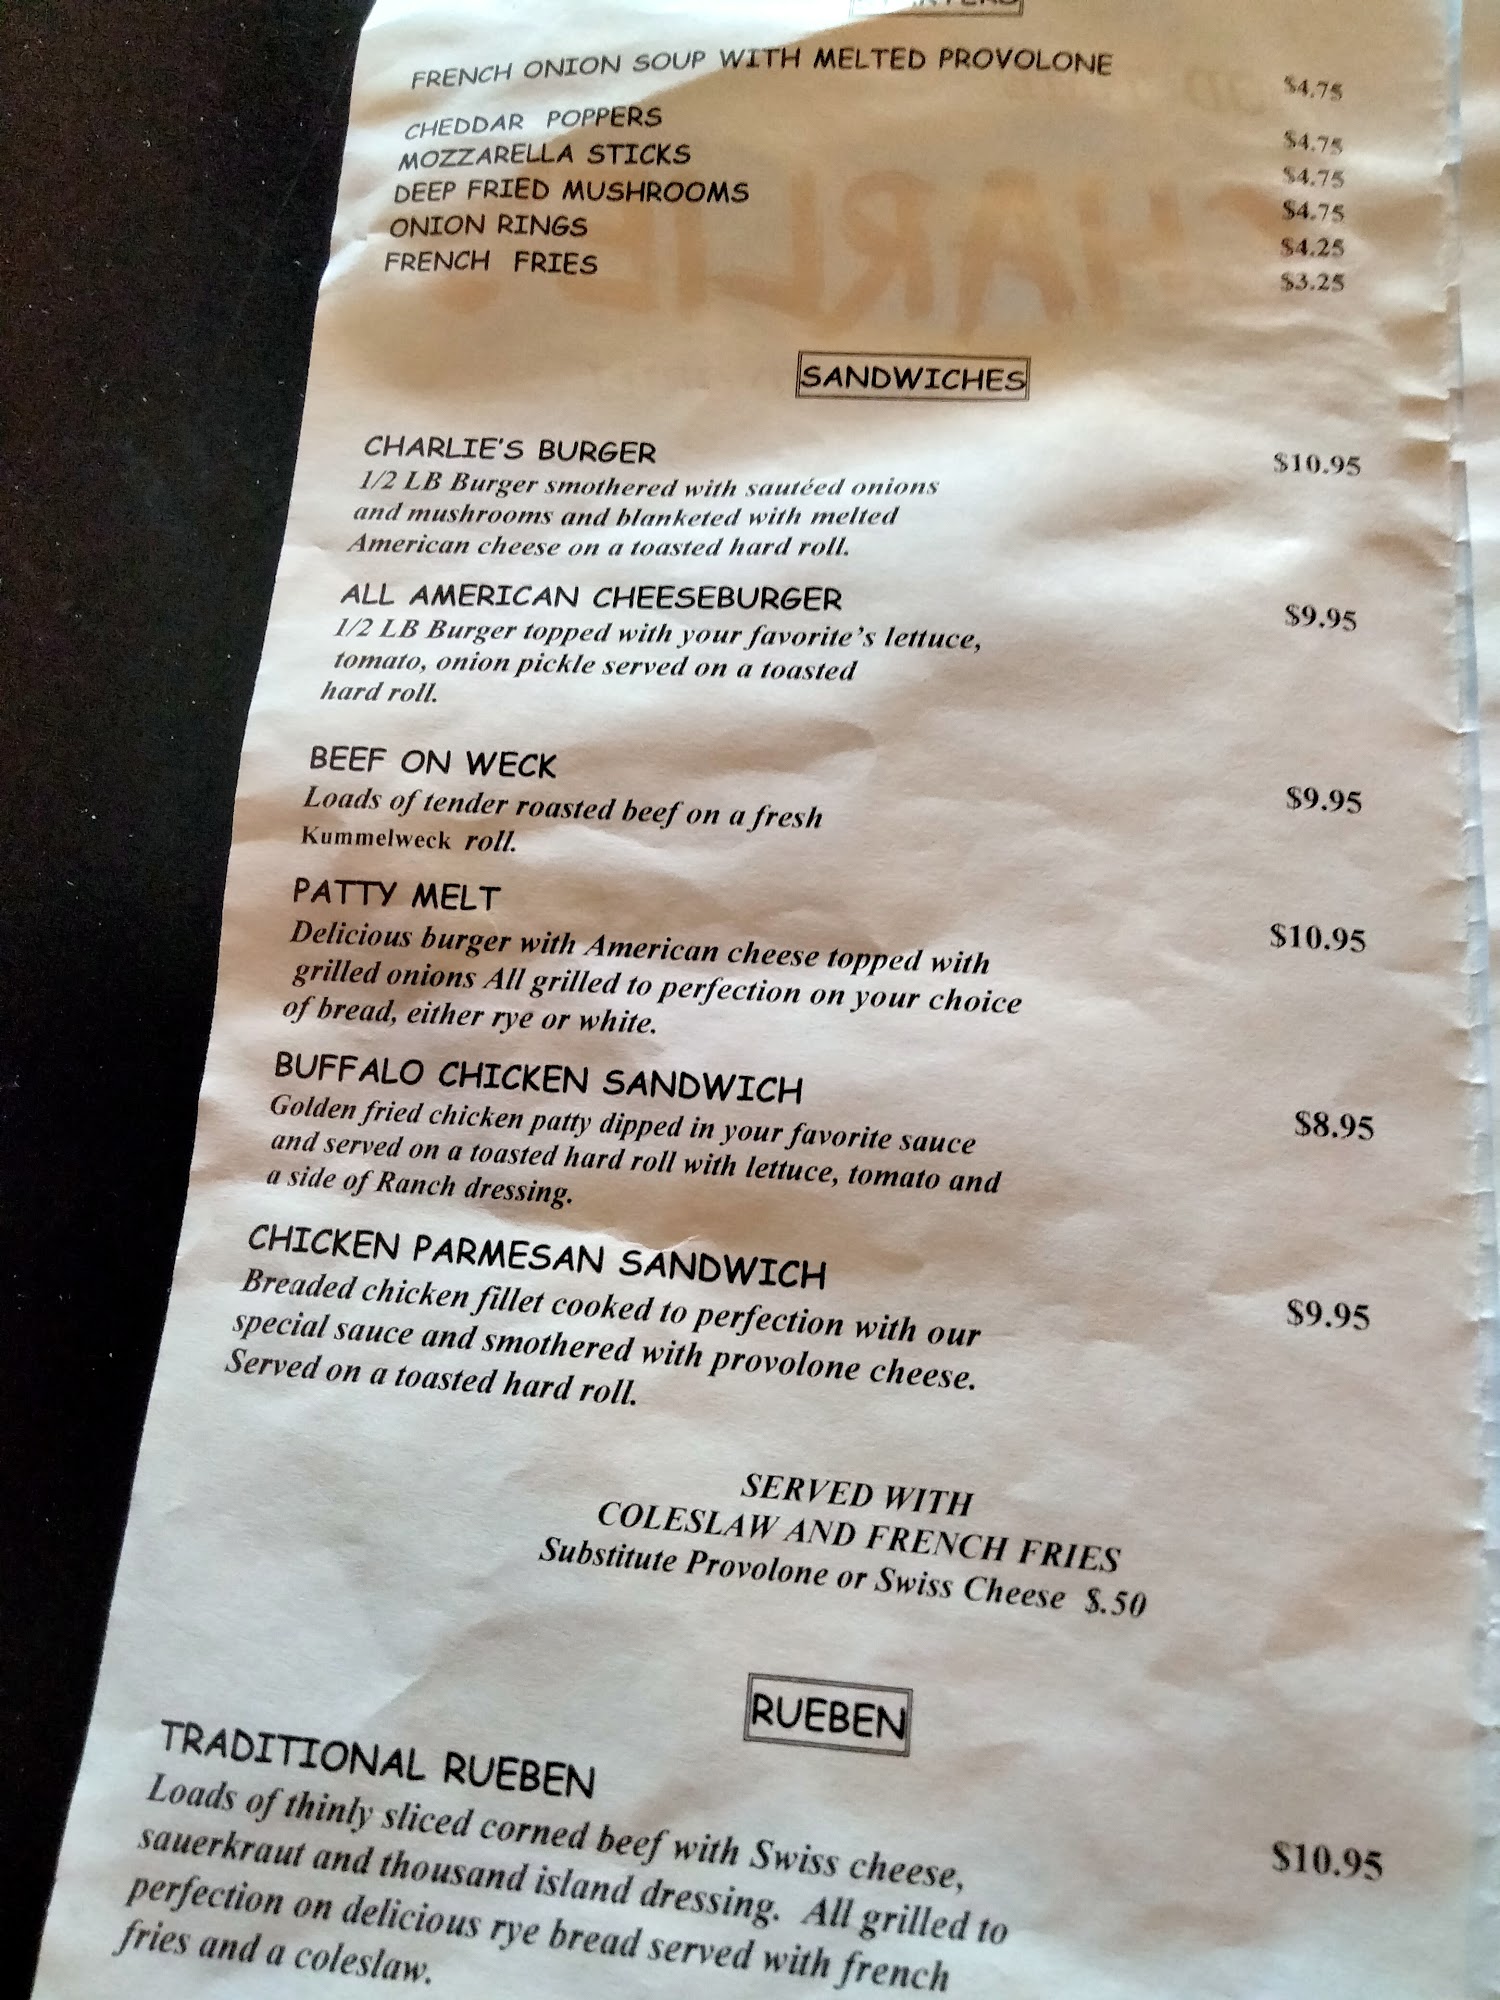 FRENCH ONION SOUP WITH MELTED PROVOLONE $4.75
CHEDDAR POPPERS $4.75
MOZZARELLA STICKS $4.75
DEEP FRIED MUSHROOMS $4.75
ONION RINGS $4.25
FRENCH FRIES $3.25
SANDWICHES
CHARLIE'S BURGER $10.95
1/2 LB Burger smothered with sautéed onions
and mushrooms and blanketed with melted
American cheese on a toasted hard roll.
ALL AMERICAN CHEESEBURGER $9.95
1/2 LB Burger topped with your favorite's lettuce,
tomato, onion pickle served on a toasted
hard roll.
BEEF ON WECK $9.95
Loads of tender roasted beef on a fresh
Kummelweck roll.
PATTY MELT $10.95
Delicious burger with American cheese topped with
grilled onions All grilled to perfection on your choice
of bread, either rye or white.
BUFFALO CHICKEN SANDWICH $8.95
Golden fried chicken patty dipped in your favorite sauce
and served on a toasted hard roll with lettuce, tomato and
a side of Ranch dressing.
CHICKEN PARMESAN SANDWICH $9.95
Breaded chicken fillet cooked to perfection with our
special sauce and smothered with provolone cheese.
Served on a toasted hard roll.
SERVED WITH
COLESLAW AND FRENCH FRIES
Substitute Provolone or Swiss Cheese $.50
RUEBEN
TRADITIONAL RUEBEN $10.95
Loads of thinly sliced corned beef with Swiss cheese,
sauerkraut and thousand island dressing. All grilled to
perfection on delicious rye bread served with french
fries and a coleslaw.